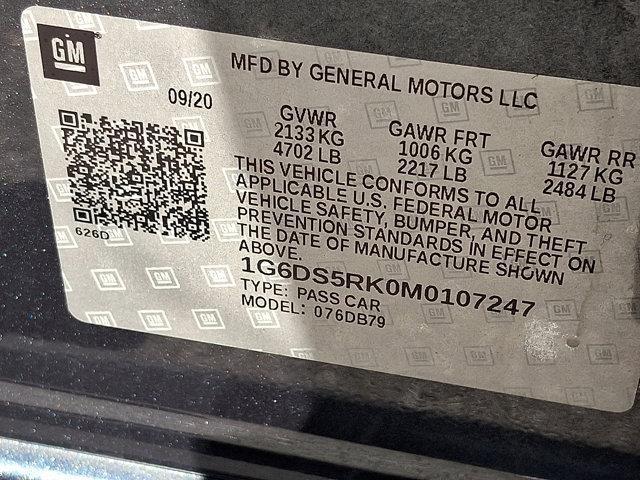 GM
MFD BY GENERAL MOTORS LLC
09/20
GVWR
2133 KG
4702 LB
GAWR FRT
1006 KG
2217 LB
GAWR RR
1127 KG
2484 LB
THIS VEHICLE CONFORMS TO ALL
APPLICABLE U.S. FEDERAL MOTOR
VEHICLE SAFETY, BUMPER, AND THEFT
PREVENTION STANDARDS IN EFFECT ON
THE DATE OF MANUFACTURE SHOWN
ABOVE.
626D
1G6DS5RK0M0107247
TYPE: PASS CAR
MODEL: 076DB79